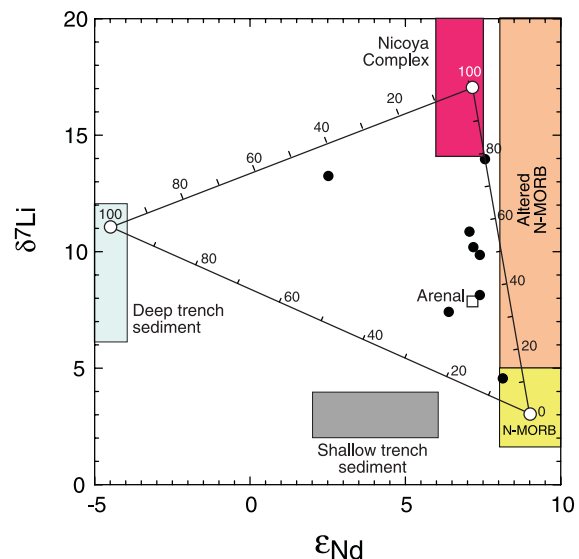 20
15
10
5
0
δ⁷Li
-5
0
5
10
εNd
Nicoya
Complex
100
20
40
60
80
100
80
60
40
20
80
60
40
20
0
Altered
N-MORB
Arenal
Deep trench
sediment
Shallow trench
sediment
N-MORB